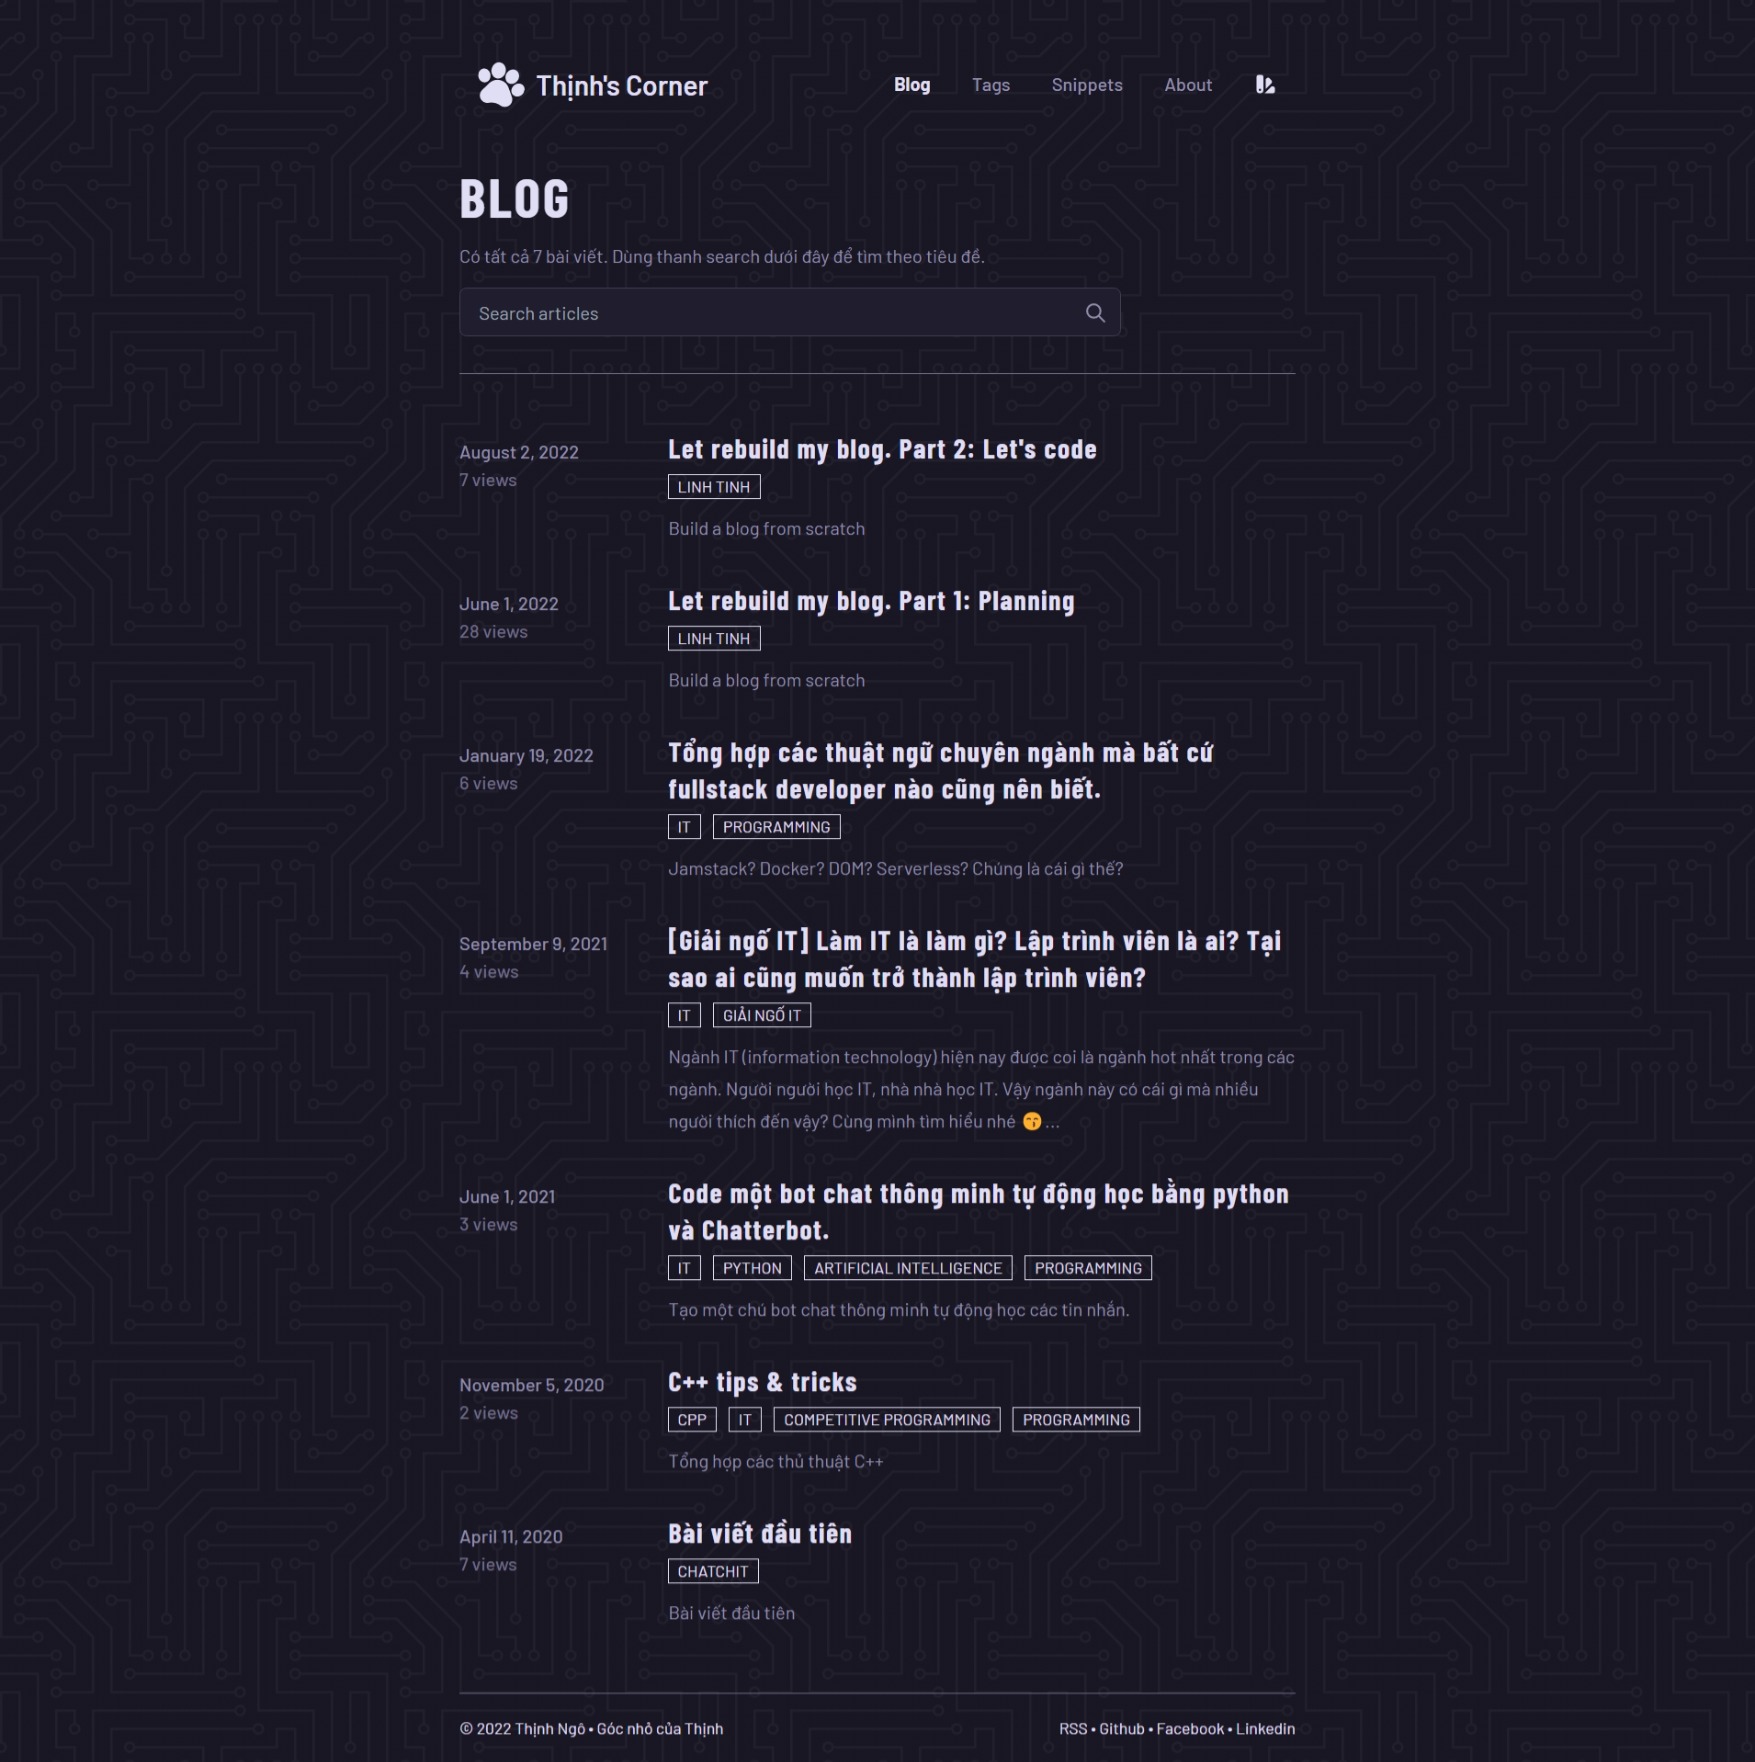 Thịnh's Corner
Blog
Tags
Snippets
About
BLOG
Có tất cả 7 bài viết. Dùng thanh search dưới đây để tìm theo tiêu đề.
Search articles
August 2, 2022
7 views
Let rebuild my blog. Part 2: Let's code
LINH TINH
Build a blog from scratch
June 1, 2022
28 views
Let rebuild my blog. Part 1: Planning
LINH TINH
Build a blog from scratch
January 19, 2022
6 views
Tổng hợp các thuật ngữ chuyên ngành mà bất cứ
fullstack developer nào cũng nên biết.
IT PROGRAMMING
Jamstack? Docker? DOM? Serverless? Chúng là cái gì thế?
September 9, 2021
4 views
[Giải ngố IT] Làm IT là làm gì? Lập trình viên là ai? Tại
sao ai cũng muốn trở thành lập trình viên?
IT GIẢI NGỐ IT
Ngành IT (information technology) hiện nay được coi là ngành hot nhất trong các
ngành. Người người học IT, nhà nhà học IT. Vậy ngành này có cái gì mà nhiều
người thích đến vậy? Cùng mình tìm hiểu nhé 😙 ...
June 1, 2021
3 views
Code một bot chat thông minh tự động học bằng python
và Chatterbot.
IT PYTHON ARTIFICIAL INTELLIGENCE PROGRAMMING
Tạo một chú bot chat thông minh tự động học các tin nhắn.
November 5, 2020
2 views
C++ tips & tricks
CPP IT COMPETITIVE PROGRAMMING PROGRAMMING
Tổng hợp các thủ thuật C++
April 11, 2020
7 views
Bài viết đầu tiên
CHATCHIT
Bài viết đầu tiên
© 2022 Thịnh Ngô • Góc nhỏ của Thịnh
RSS • Github • Facebook • Linkedin